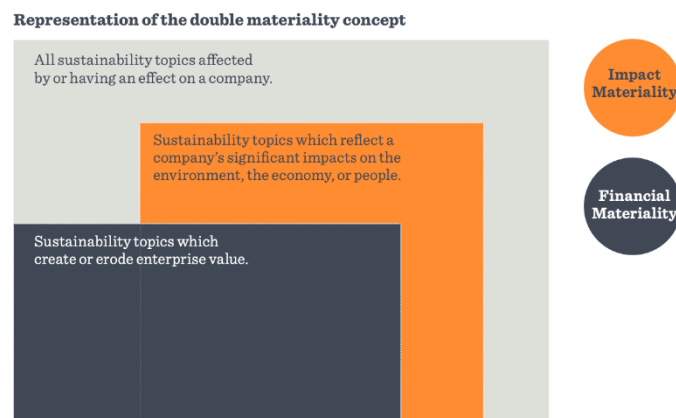 Representation of the double materiality concept
All sustainability topics affected
by or having an effect on a company.
Sustainability topics which reflect a
company’s significant impacts on the
environment, the economy, or people.
Sustainability topics which
create or erode enterprise value.
Impact
Materiality
Financial
Materiality